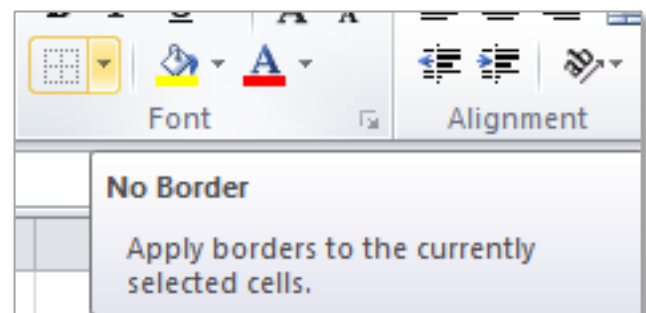 A A
A
Font Alignment
No Border
Apply borders to the currently
selected cells.